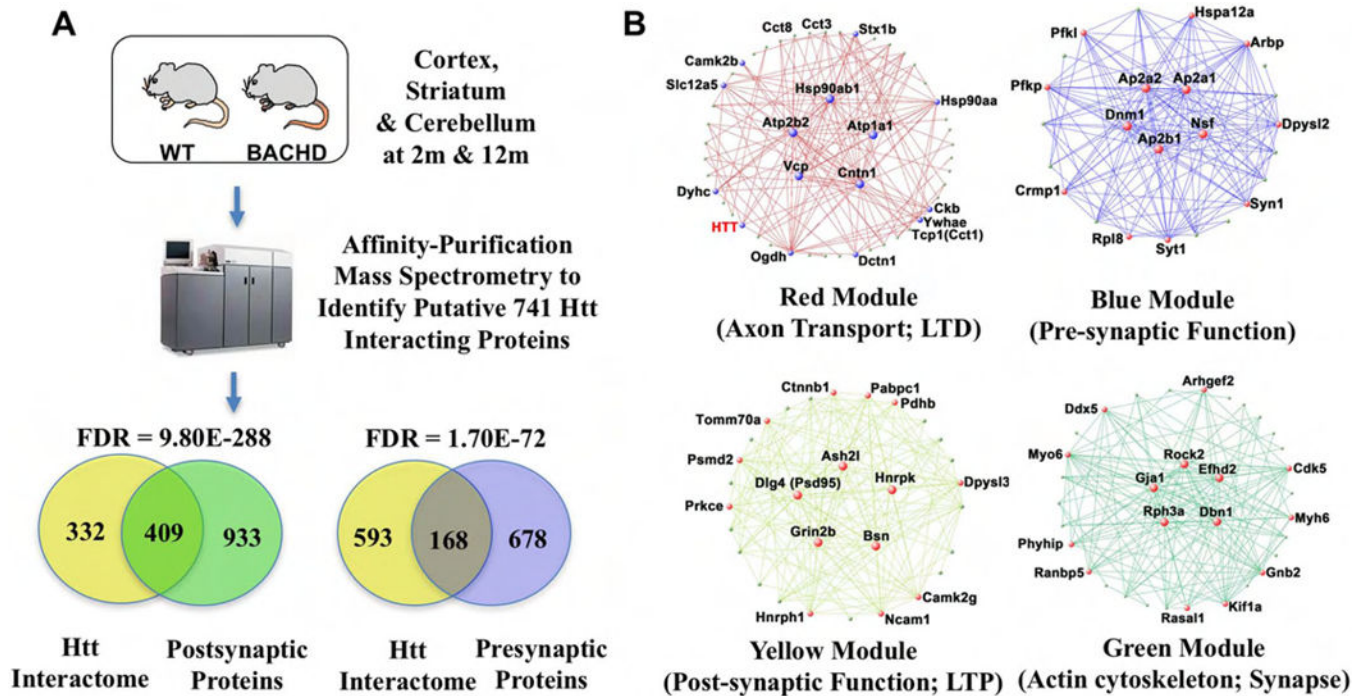 A
WT
BACHD
Cortex,
Striatum
& Cerebellum
at 2m & 12m
Affinity-Purification
Mass Spectrometry to
Identify Putative 741 Htt
Interacting Proteins
FDR = 9.80E-288
332
409
933
Htt
Interactome
Postsynaptic
Proteins
FDR = 1.70E-72
593
168
678
Htt
Interactome
Presynaptic
Proteins
B
Cct8
Cct3
Stx1b
Camk2b
Slc12a5
Hsp90ab1
Hsp90aa
Atp2b2
Atp1a1
Vcp
Cntn1
Dyhc
HTT
Ckb
Ywhae
Tcp1(Cct1)
Ogdh
Dctn1
Red Module
(Axon Transport; LTD)
Hspa12a
Pfkl
Arbp
Ap2a2
Ap2a1
Pfkp
Dnm1
Nsf
Dpysl2
Ap2b1
Crmp1
Syn1
Rpl8
Syt1
Blue Module
(Pre-synaptic Function)
Ctnnb1
Pabpc1
Pdhb
Tomm70a
Psmd2
Ash2l
Dlg4 (Psd95)
Hnrpk
Dpysl3
Prkce
Grin2b
Bsn
Camk2g
Hnrph1
Ncam1
Yellow Module
(Post-synaptic Function; LTP)
Arhgef2
Ddx5
Myo6
Rock2
Cdk5
Gja1
Efhd2
Rph3a
Dbn1
Myh6
Phyhip
Ranbp5
Gnb2
Kif1a
Rasal1
Green Module
(Actin cytoskeleton; Synapse)